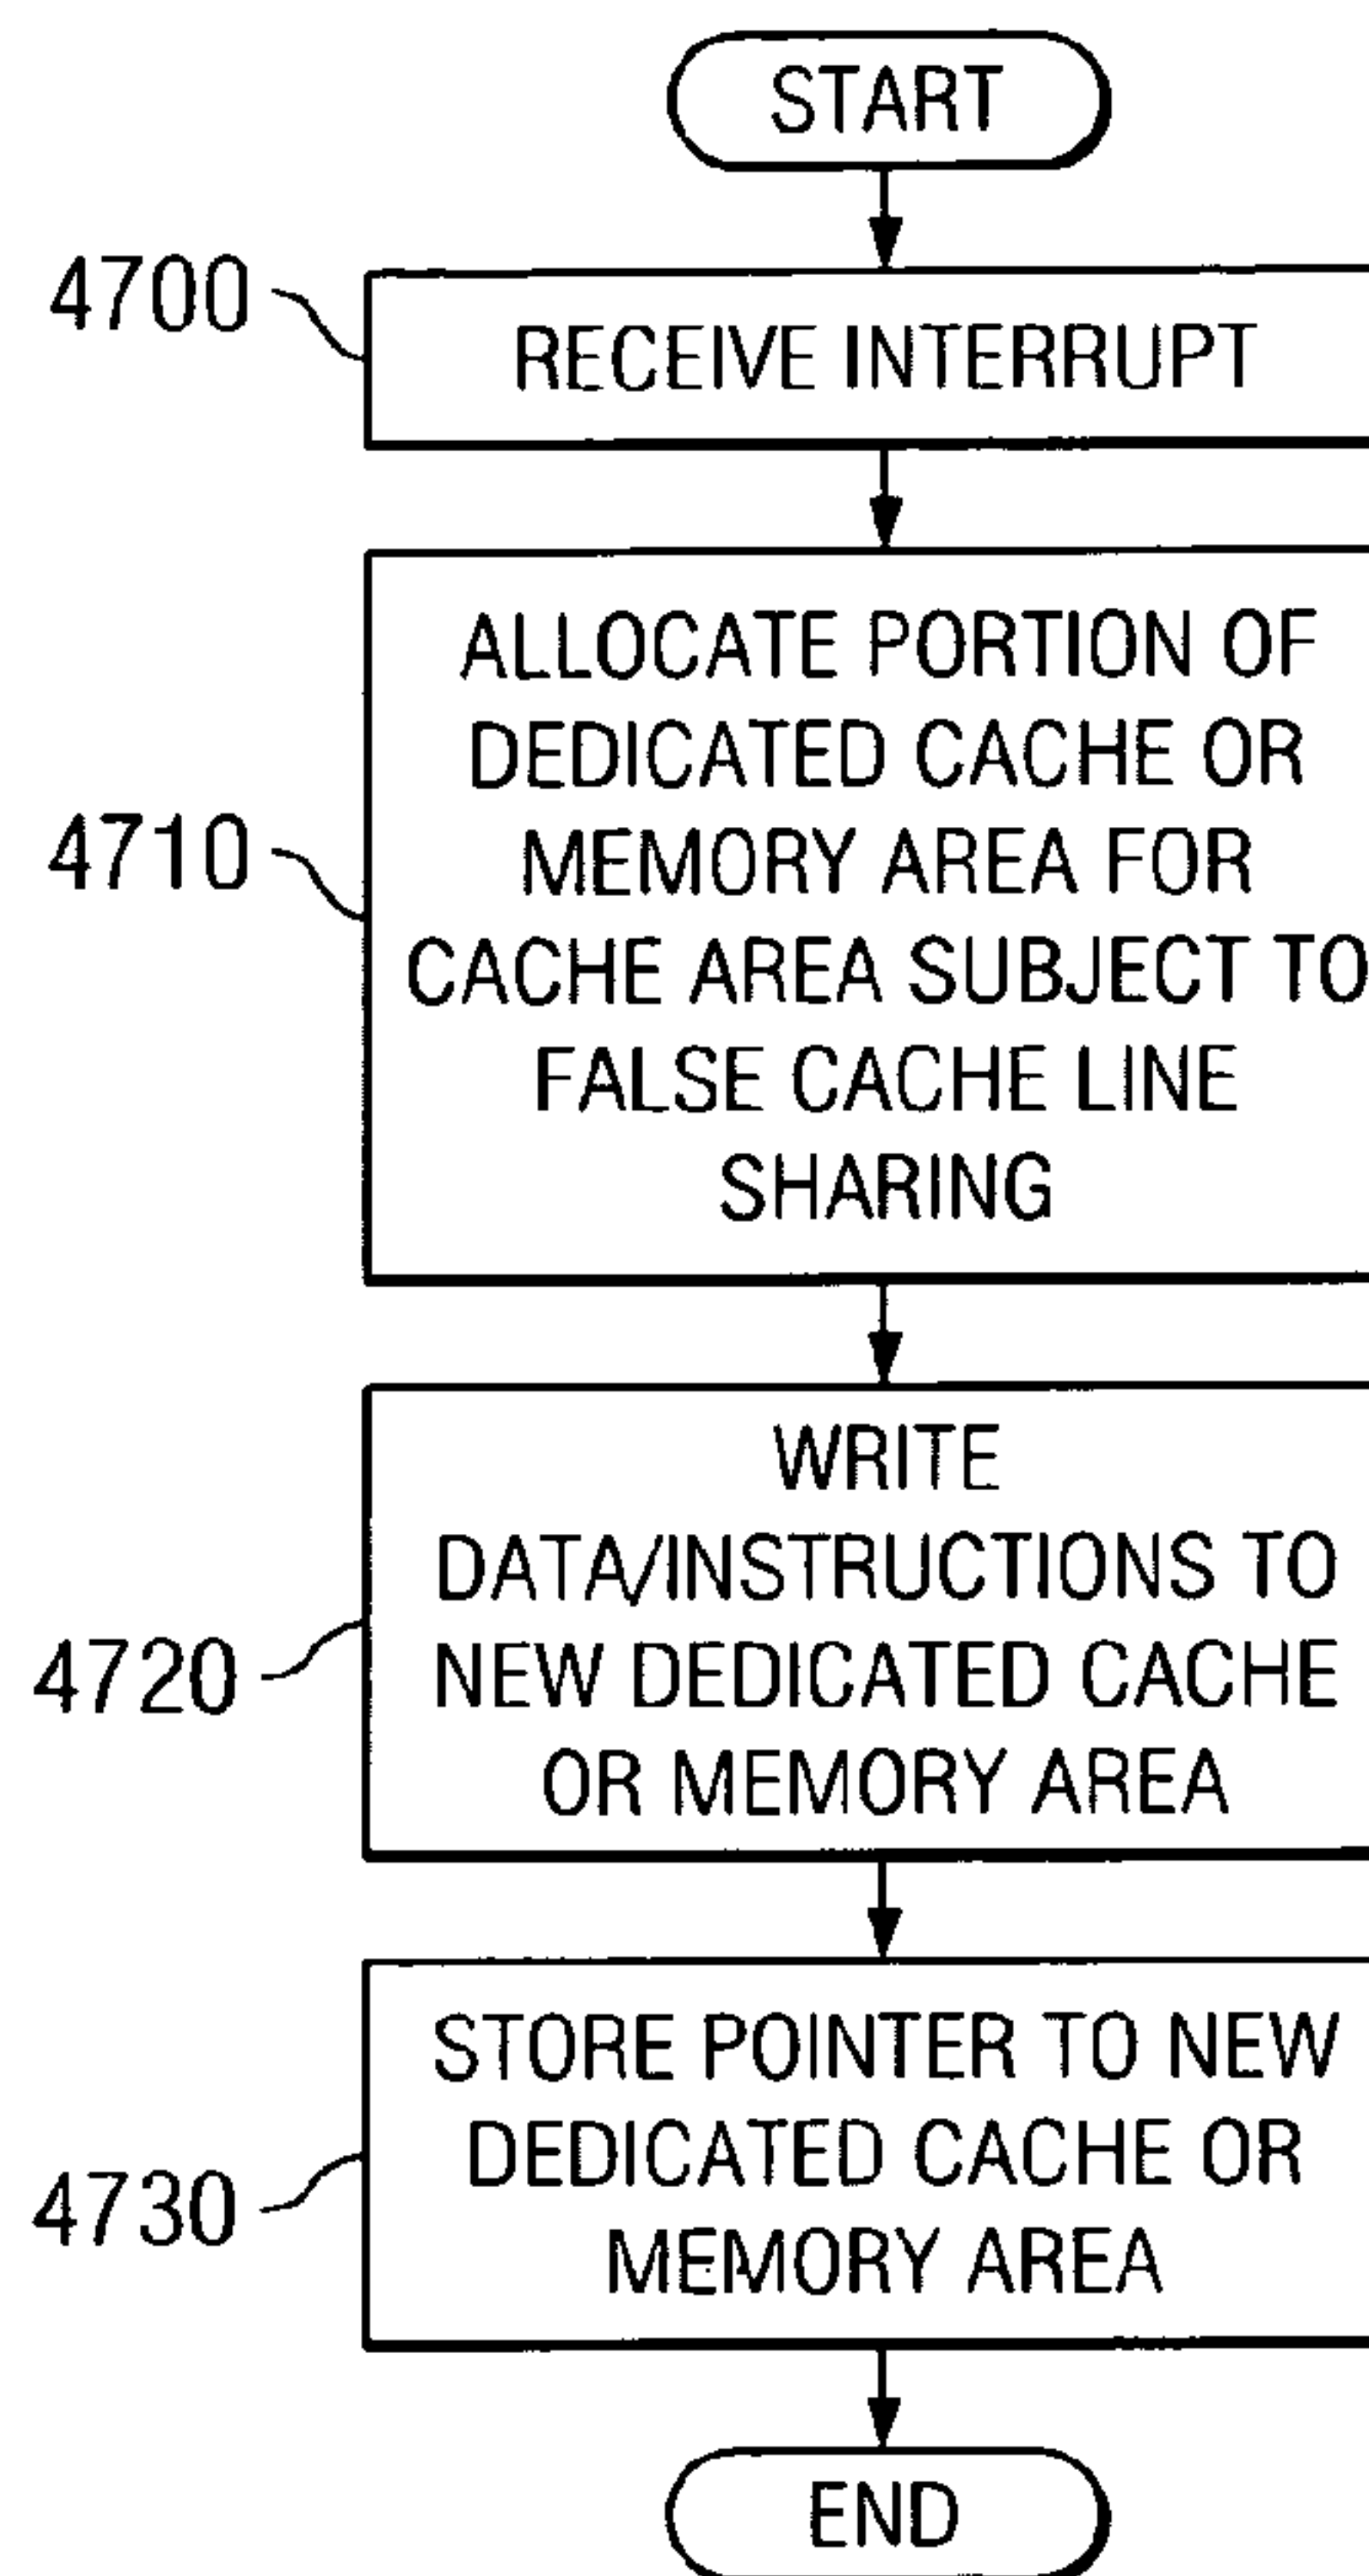 START
4700
RECEIVE INTERRUPT
4710
ALLOCATE PORTION OF
DEDICATED CACHE OR
MEMORY AREA FOR
CACHE AREA SUBJECT TO
FALSE CACHE LINE
SHARING
4720
WRITE
DATA/INSTRUCTIONS TO
NEW DEDICATED CACHE
OR MEMORY AREA
4730
STORE POINTER TO NEW
DEDICATED CACHE OR
MEMORY AREA
END